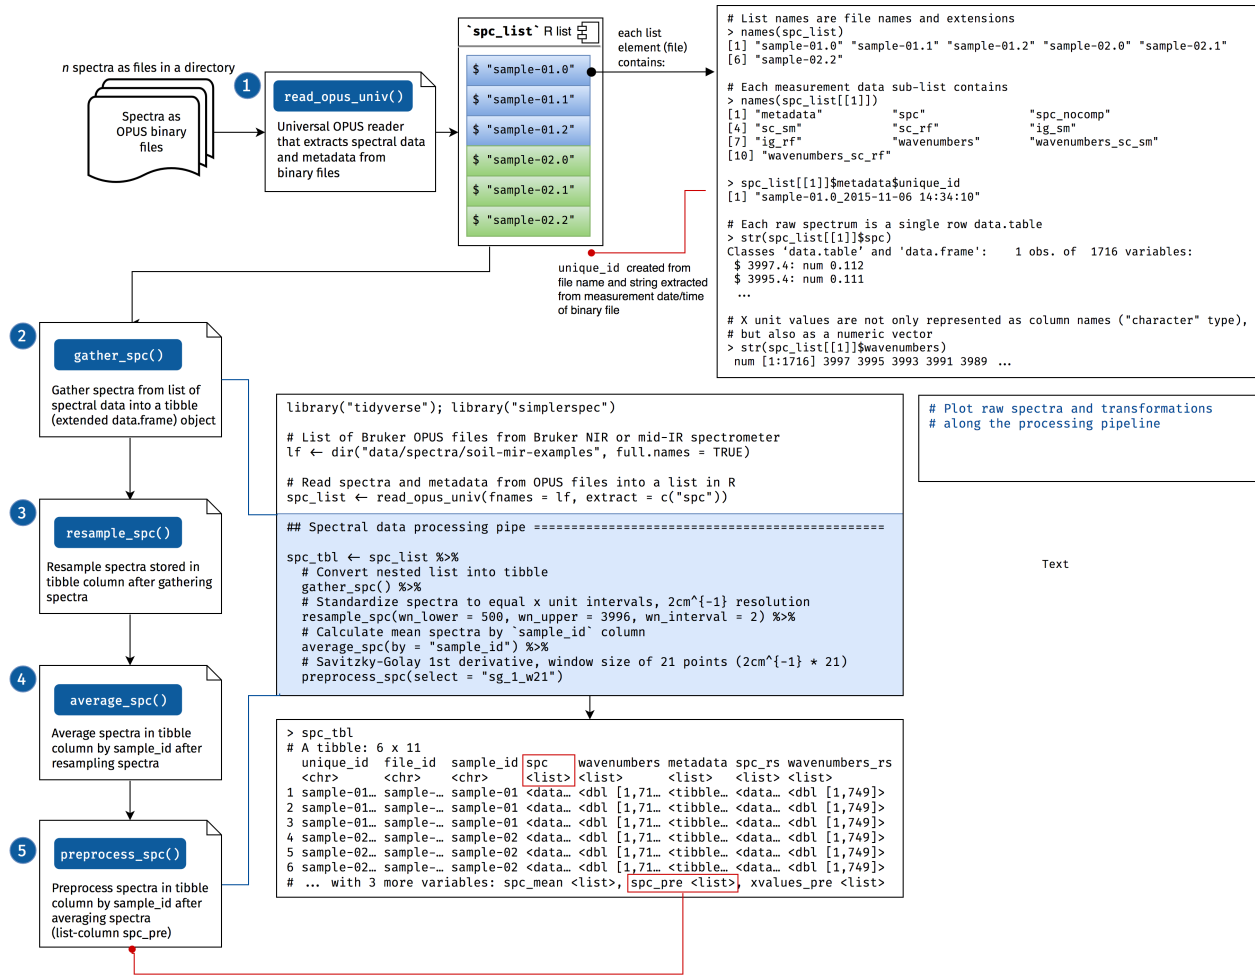 n spectra as files in a directory
Spectra as
OPUS binary
files
1
read_opus_univ()
Universal OPUS reader
that extracts spectral data
and metadata from
binary files
`spc_list` R list
$ "sample-01.0"
$ "sample-01.1"
$ "sample-01.2"
$ "sample-02.0"
$ "sample-02.1"
$ "sample-02.2"
each list
element (file)
contains:
# List names are file names and extensions
> names(spc_list)
[1] "sample-01.0" "sample-01.1" "sample-01.2" "sample-02.0" "sample-02.1"
[6] "sample-02.2"
# Each measurement data sub-list contains
> names(spc_list[[1]])
[1] "metadata" "spc" "spc_nocomp"
[4] "sc_sm" "sc_rf" "ig_sm"
[7] "ig_rf" "wavenumbers" "wavenumbers_sc_sm"
[10] "wavenumbers_sc_rf"
> spc_list[[1]]$metadata$unique_id
[1] "sample-01.0_2015-11-06 14:34:10"
# Each raw spectrum is a single row data.table
> str(spc_list[[1]]$spc)
Classes ‘data.table’ and 'data.frame': 1 obs. of 1716 variables:
$ 3997.4: num 0.112
$ 3995.4: num 0.111
...
# X unit values are not only represented as column names ("character" type),
# but also as a numeric vector
> str(spc_list[[1]]$wavenumbers)
num [1:1716] 3997 3995 3993 3991 3989 ...
unique_id created from
file name and string extracted
from measurement date/time
of binary file
2
gather_spc()
Gather spectra from list of
spectral data into a tibble
(extended data.frame) object
3
resample_spc()
Resample spectra stored in
tibble column after gathering
spectra
4
average_spc()
Average spectra in tibble
column by sample_id after
resampling spectra
5
preprocess_spc()
Preprocess spectra in tibble
column by sample_id after
averaging spectra
(list-column spc_pre)
library("tidyverse"); library("simplerspec")
# List of Bruker OPUS files from Bruker NIR or mid-IR spectrometer
lf ← dir("data/spectra/soil-mir-examples", full.names = TRUE)
# Read spectra and metadata from OPUS files into a list in R
spc_list ← read_opus_univ(fnames = lf, extract = c("spc"))
## Spectral data processing pipe ==============================================
spc_tbl ← spc_list %>%
# Convert nested list into tibble
gather_spc() %>%
# Standardize spectra to equal x unit intervals, 2cm^{-1} resolution
resample_spc(wn_lower = 500, wn_upper = 3996, wn_interval = 2) %>%
# Calculate mean spectra by `sample_id` column
average_spc(by = "sample_id") %>%
# Savitzky-Golay 1st derivative, window size of 21 points (2cm^{-1} * 21)
preprocess_spc(select = "sg_1_w21")
# Plot raw spectra and transformations
# along the processing pipeline
Text
> spc_tbl
# A tibble: 6 x 11
unique_id file_id sample_id spc wavenumbers metadata spc_rs wavenumbers_rs
<chr> <chr> <chr> <list> <list> <list> <list> <list>
1 sample-01… sample-… sample-01 <data… <dbl [1,71… <tibble… <data… <dbl [1,749]>
2 sample-01… sample-… sample-01 <data… <dbl [1,71… <tibble… <data… <dbl [1,749]>
3 sample-01… sample-… sample-01 <data… <dbl [1,71… <tibble… <data… <dbl [1,749]>
4 sample-02… sample-… sample-02 <data… <dbl [1,71… <tibble… <data… <dbl [1,749]>
5 sample-02… sample-… sample-02 <data… <dbl [1,71… <tibble… <data… <dbl [1,749]>
6 sample-02… sample-… sample-02 <data… <dbl [1,71… <tibble… <data… <dbl [1,749]>
# ... with 3 more variables: spc_mean <list>, spc_pre <list>, xvalues_pre <list>